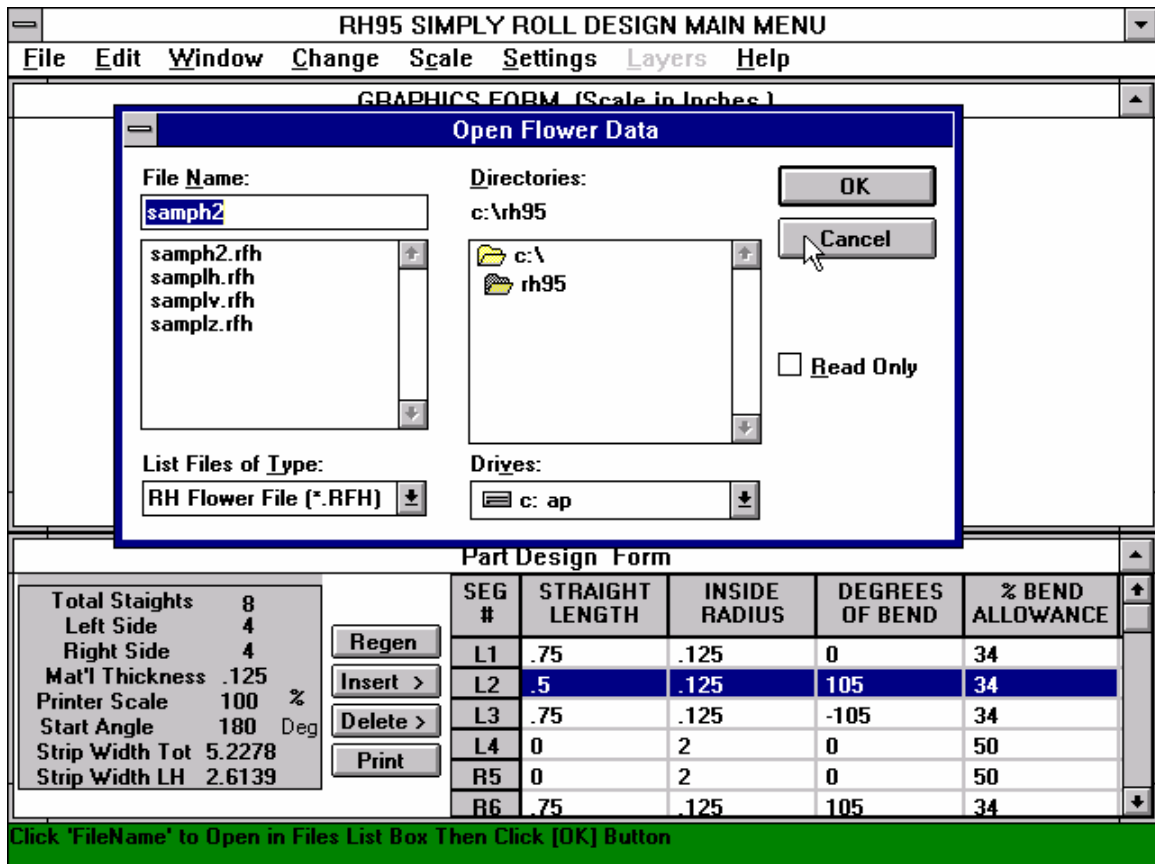 RH95 SIMPLY ROLL DESIGN MAIN MENU
File Edit Window Change Scale Settings Layers Help
GRAPHICS FORM (Scale in Inches )
Open Flower Data
File Name:
samph2
samph2.rfh
samplh.rfh
samplv.rfh
samplz.rfh
List Files of Type:
RH Flower File (*.RFH)
Directories:
c:\rh95
c:\
rh95
Drives:
c: ap
OK
Cancel
Read Only
Part Design Form
Total Staights 8
Left Side 4
Right Side 4
Mat'l Thickness .125
Printer Scale 100 %
Start Angle 180 Deg
Strip Width Tot 5.2278
Strip Width LH 2.6139
Regen
Insert >
Delete >
Print
SEG # STRAIGHT LENGTH INSIDE RADIUS DEGREES OF BEND % BEND ALLOWANCE
L1 .75 .125 0 34
L2 .5 .125 105 34
L3 .75 .125 -105 34
L4 0 2 0 50
R5 0 2 0 50
R6 .75 .125 105 34
Click 'FileName' to Open in Files List Box Then Click [OK] Button